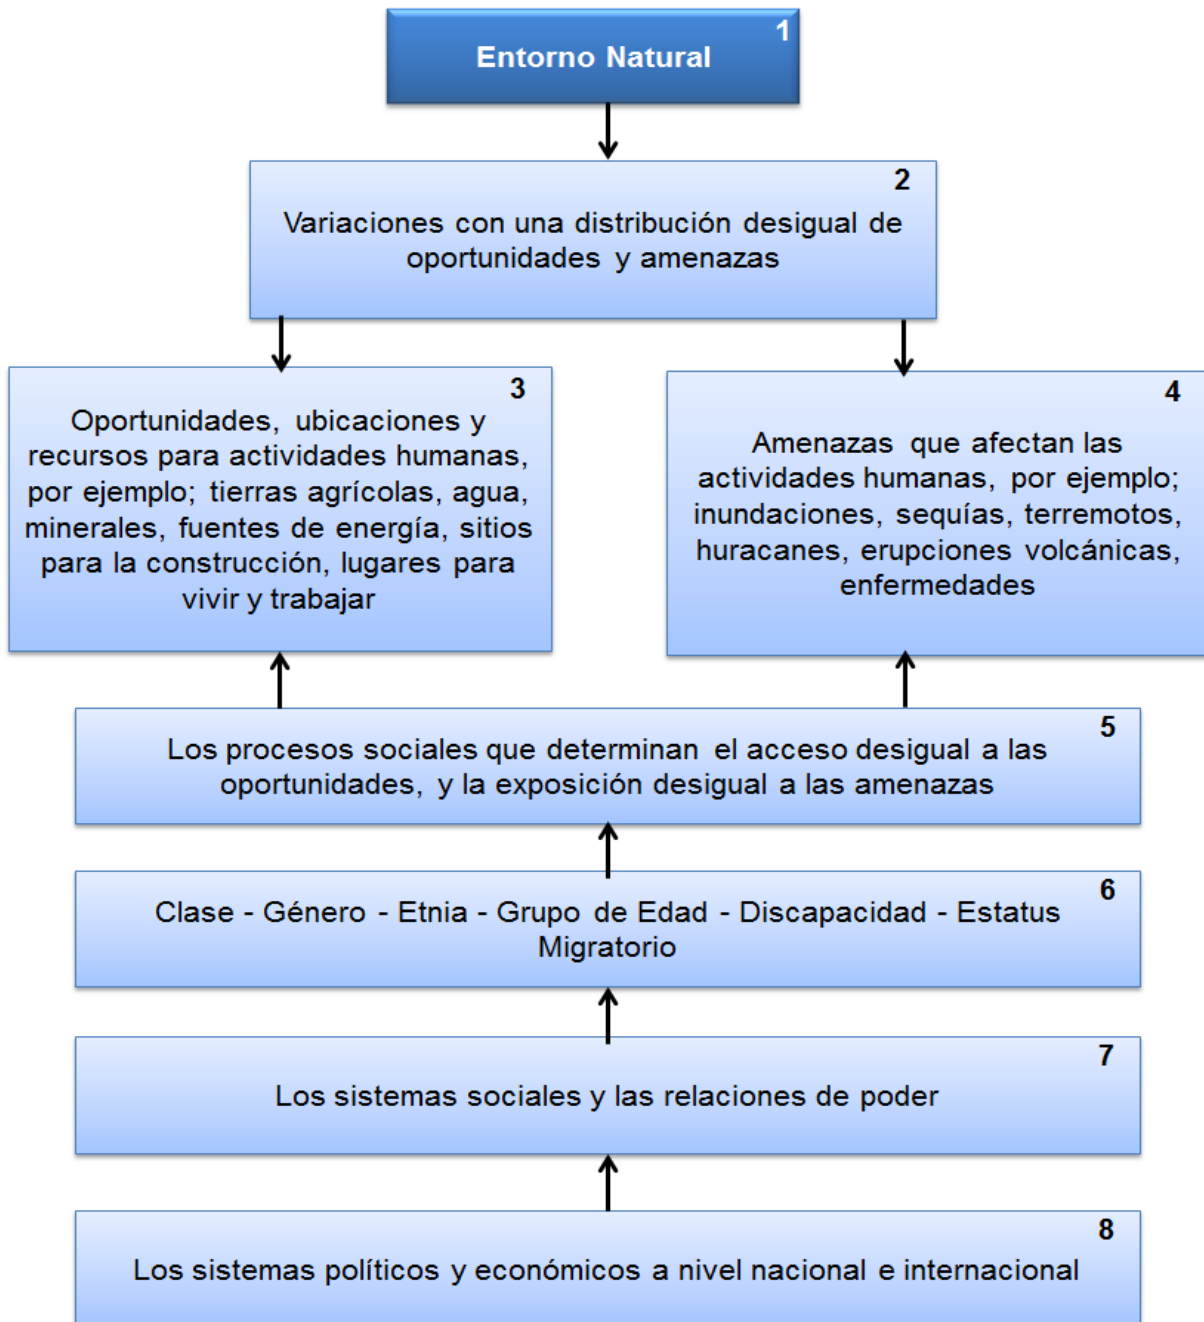 1
Entorno Natural
2
Variaciones con una distribución desigual de
oportunidades y amenazas
3
Oportunidades, ubicaciones y
recursos para actividades humanas,
por ejemplo; tierras agrícolas, agua,
minerales, fuentes de energía, sitios
para la construcción, lugares para
vivir y trabajar
4
Amenazas que afectan las
actividades humanas, por ejemplo;
inundaciones, sequías, terremotos,
huracanes, erupciones volcánicas,
enfermedades
5
Los procesos sociales que determinan el acceso desigual a las
oportunidades, y la exposición desigual a las amenazas
6
Clase - Género - Etnia - Grupo de Edad - Discapacidad - Estatus
Migratorio
7
Los sistemas sociales y las relaciones de poder
8
Los sistemas políticos y económicos a nivel nacional e internacional